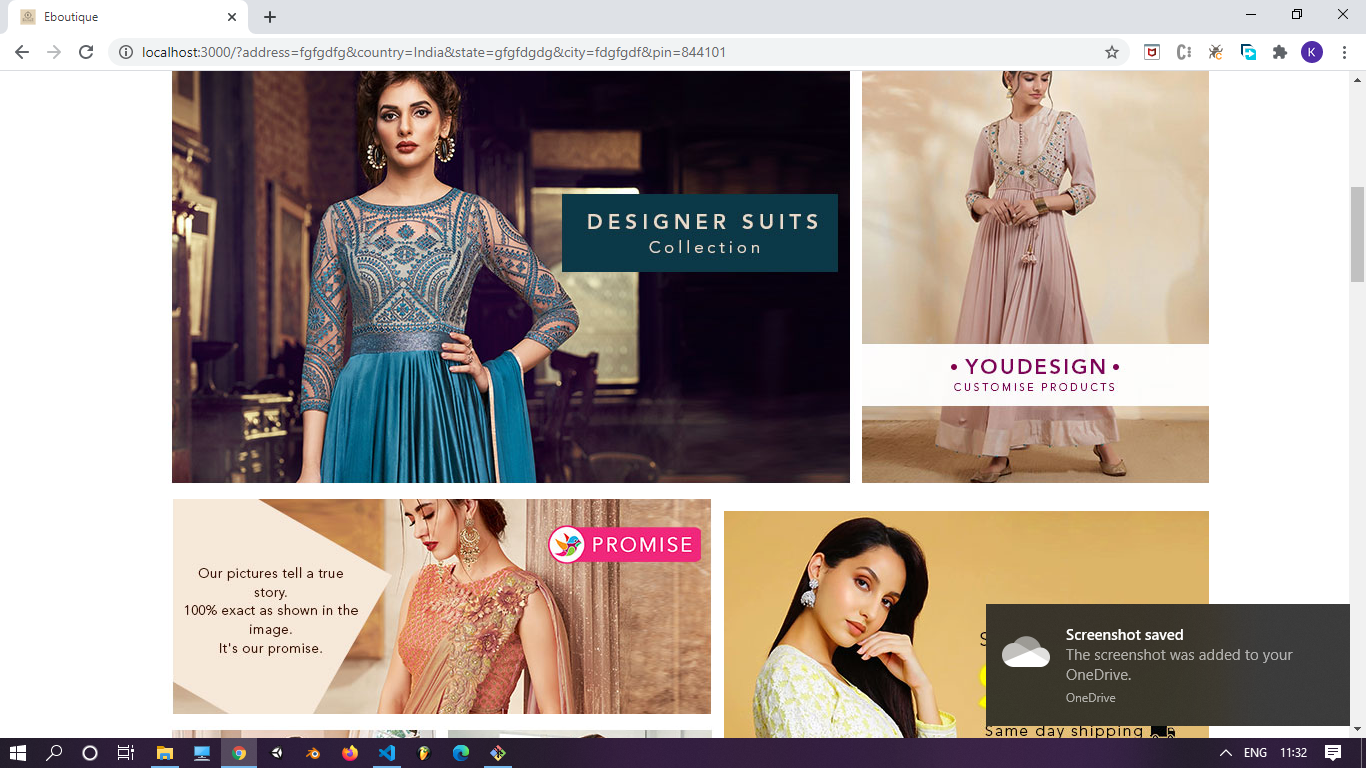 Eboutique
localhost:3000/?address=fgfgdfg&country=India&state=gfgfdgdg&city=fdgfgdf&pin=844101
K
DESIGNER SUITS
Collection
• YOUDESIGN •
CUSTOMISE PRODUCTS
PROMISE
Our pictures tell a true
story.
100% exact as shown in the
image.
It's our promise.
Same day shipping
Screenshot saved
The screenshot was added to your
OneDrive.
OneDrive
ENG
11:32